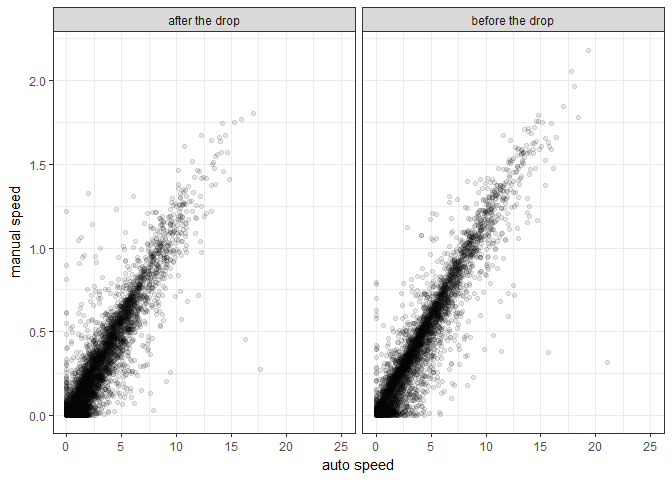 after the drop
before the drop
manual speed
2.0
1.5
1.0
0.5
0.0
0 5 10 15 20 25
0 5 10 15 20 25
auto speed